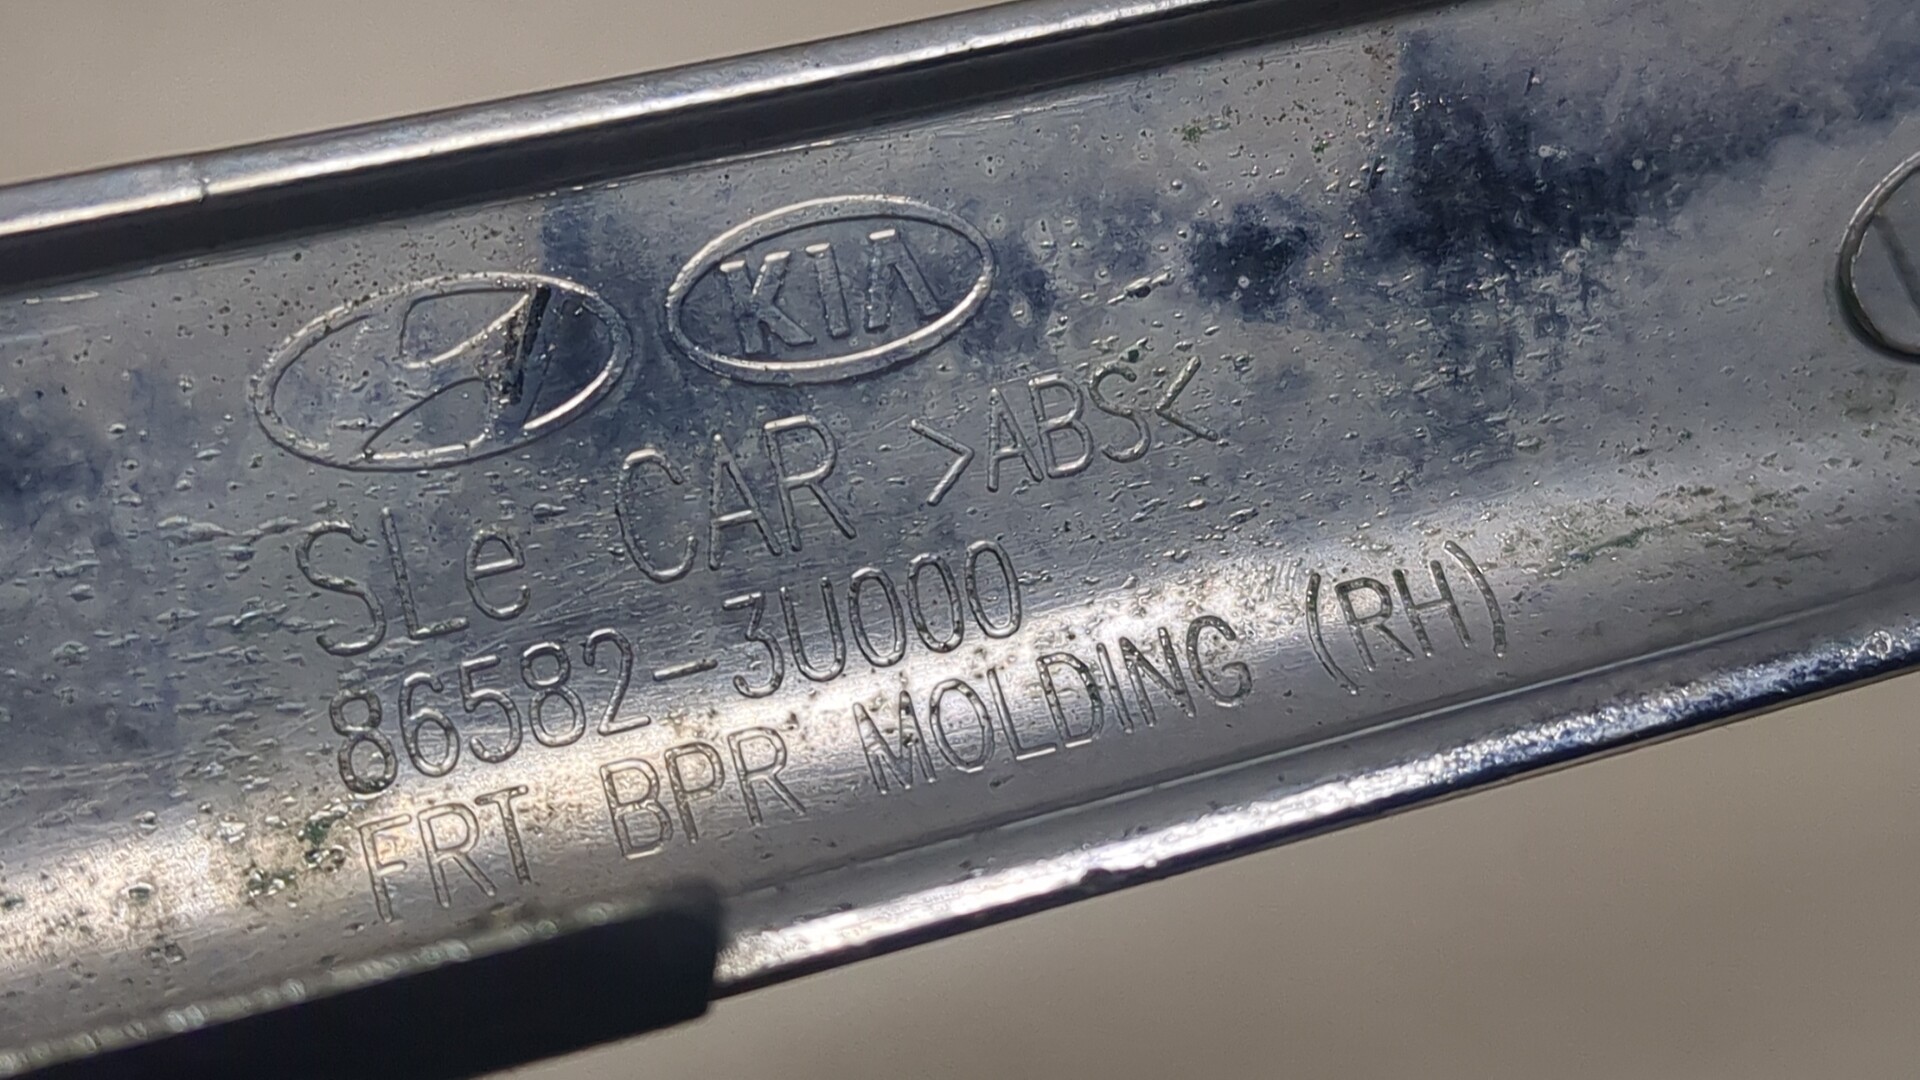 KIA
SLe CAR >ABS<
86582-3U000
FRT BPR MOLDING (RH)